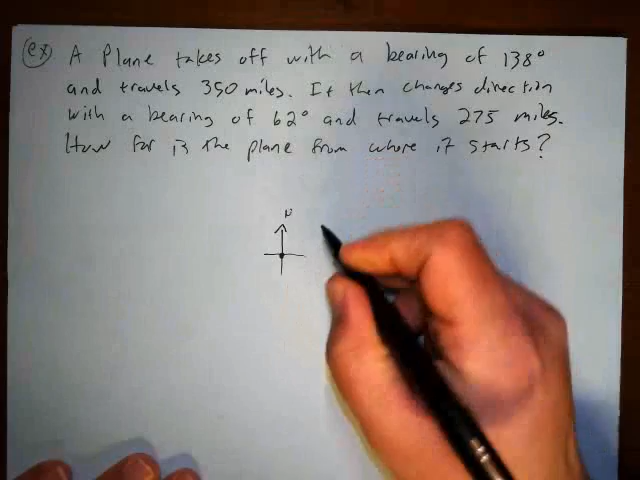 ex) A Plane takes off with a bearing of 138°
and travels 350 miles. It then changes direction
with a bearing of 62° and travels 275 miles.
How far is the plane from where it starts?
N